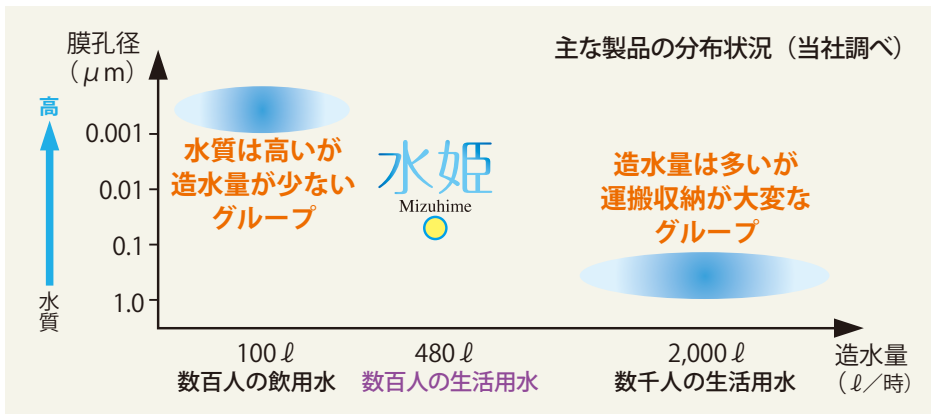 主な製品の分布状況（当社調べ）
膜孔径
（μm）
高
水質
0.001
0.01
0.1
1.0
水質は高いが
造水量が少ない
グループ
水姫
Mizuhime
造水量は多いが
運搬収納が大変な
グループ
100ℓ
数百人の飲用水
480ℓ
数百人の生活用水
2,000ℓ
数千人の生活用水
造水量
（ℓ／時）